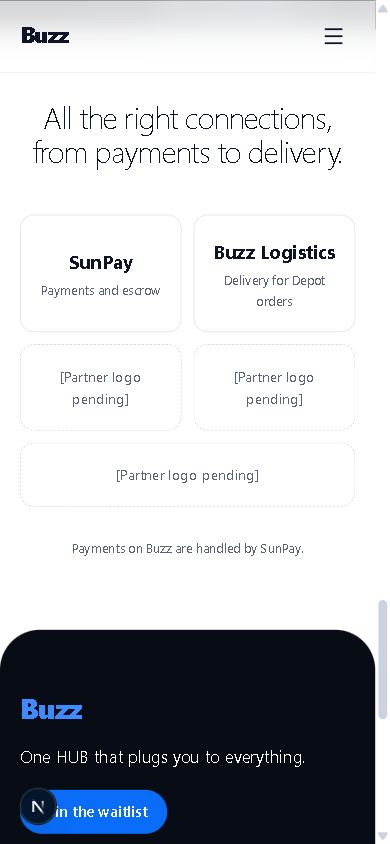 Buzz
All the right connections,
from payments to delivery.
SunPay
Payments and escrow
Buzz Logistics
Delivery for Depot
orders
[Partner logo
pending]
[Partner logo
pending]
[Partner logo pending]
Payments on Buzz are handled by SunPay.
Buzz
One HUB that plugs you to everything.
N
in the waitlist